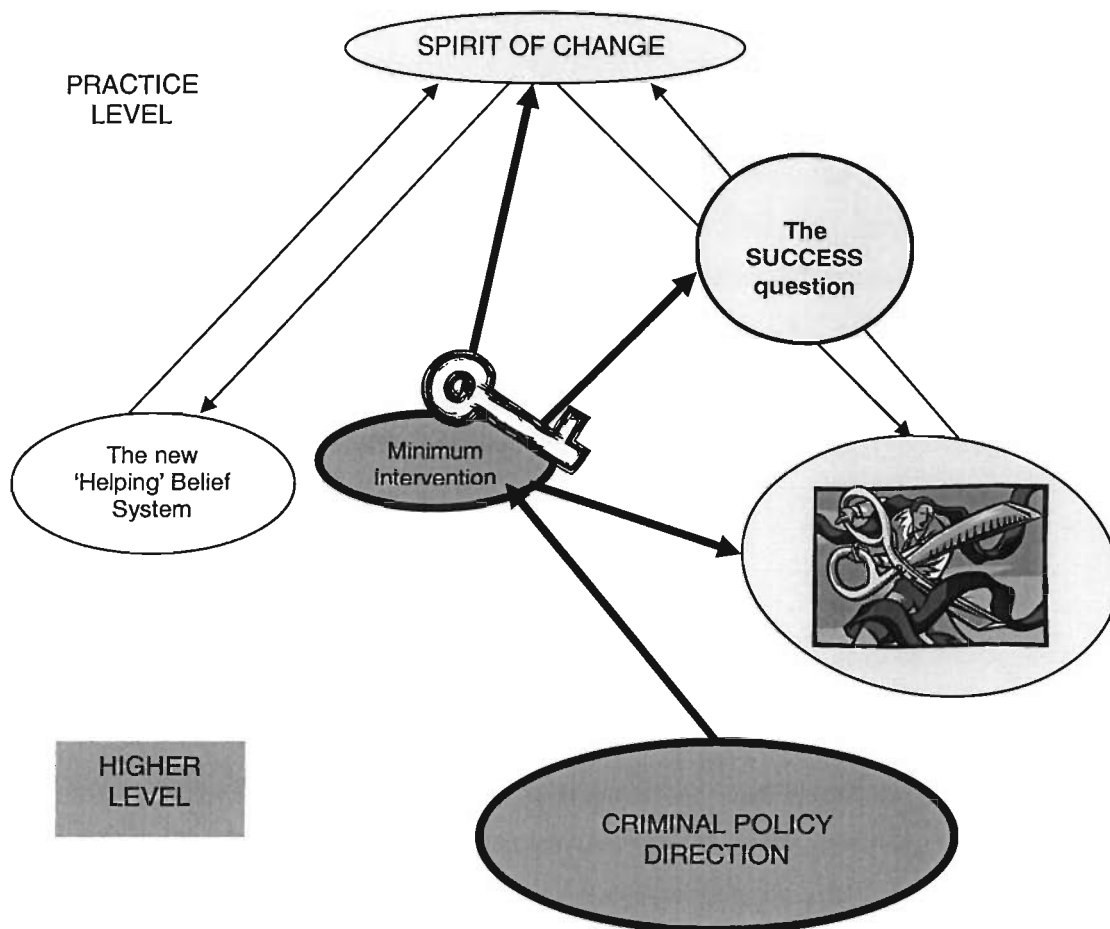 SPIRIT OF CHANGE
PRACTICE
LEVEL
The
SUCCESS
question
The new
‘Helping’ Belief
System
Minimum
intervention
HIGHER
LEVEL
CRIMINAL POLICY
DIRECTION